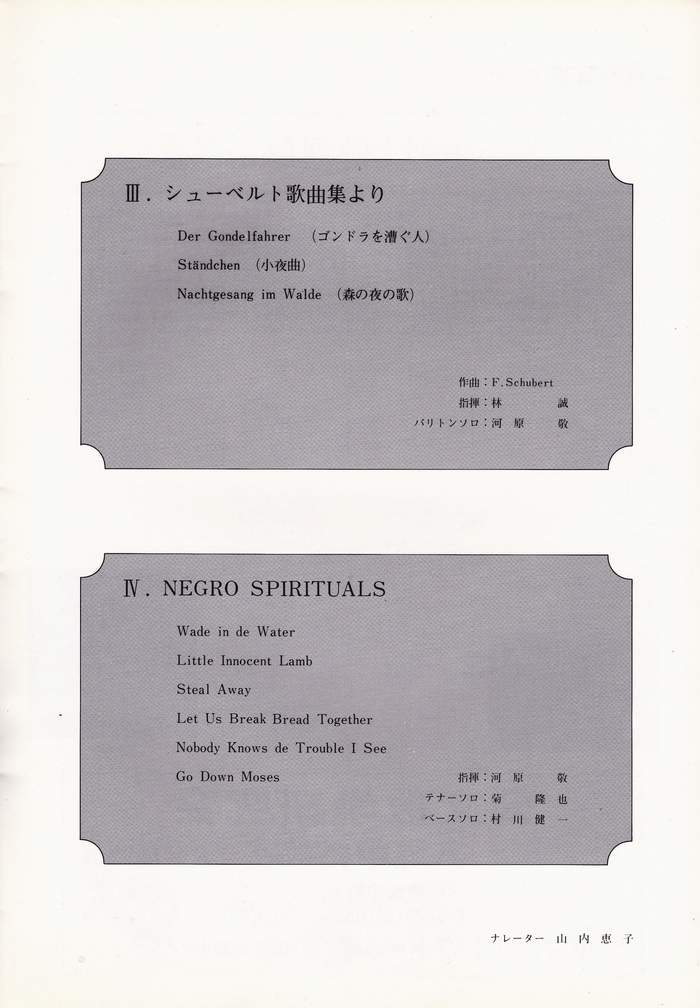 Ⅲ. シューベルト歌曲集より
Der Gondelfahrer （ゴンドラを漕ぐ人）
Ständchen （小夜曲）
Nachtgesang im Walde （森の夜の歌）
作曲：F. Schubert
指揮：林 誠
バリトンソロ：河原 敬
Ⅳ. NEGRO SPIRITUALS
Wade in de Water
Little Innocent Lamb
Steal Away
Let Us Break Bread Together
Nobody Knows de Trouble I See
Go Down Moses
指揮：河原 敬
テナーソロ：菊 隆也
ベースソロ：村川健一
ナレーター 山内恵子